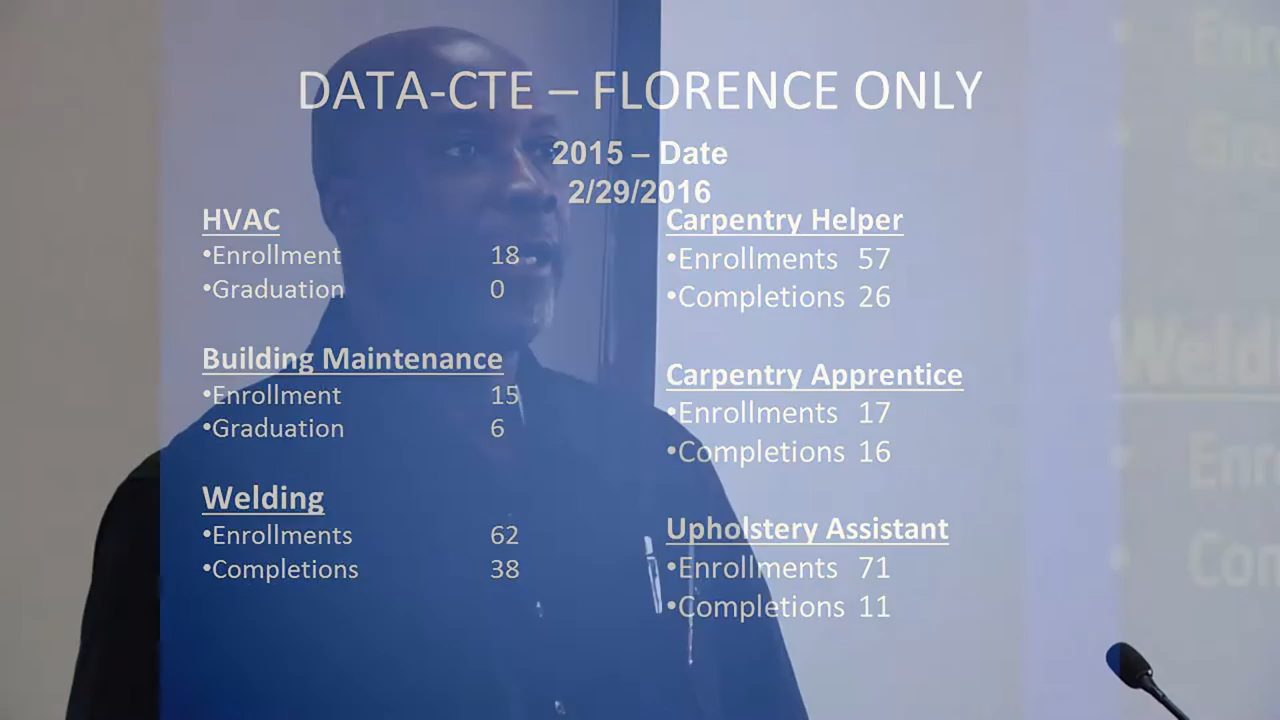 DATA-CTE – FLORENCE ONLY
2015 – Date
2/29/2016
HVAC
•Enrollment 18
•Graduation 0
Building Maintenance
•Enrollment 15
•Graduation 6
Welding
•Enrollments 62
•Completions 38
Carpentry Helper
•Enrollments 57
•Completions 26
Carpentry Apprentice
•Enrollments 17
•Completions 16
Upholstery Assistant
•Enrollments 71
•Completions 11